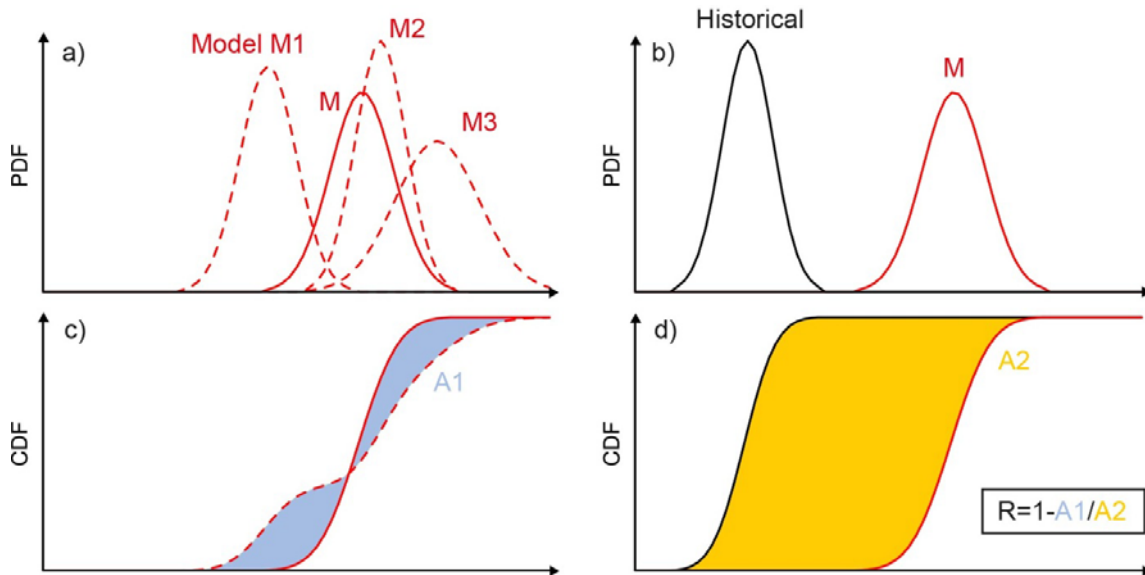 a)
Model M1
M2
M
M3
PDF
b)
Historical
M
PDF
c)
A1
CDF
d)
A2
CDF
R=1-A1/A2